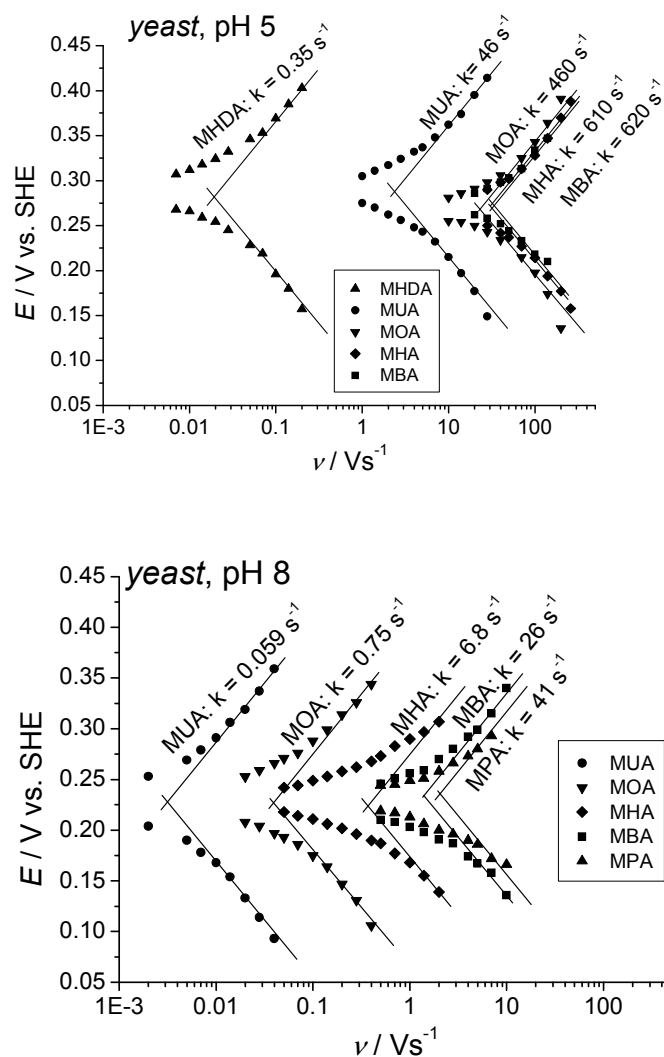 yeast, pH 5
MHDA: k = 0.35 s⁻¹
MUA: k= 46 s⁻¹
MOA: k = 460 s⁻¹
MHA: k = 610 s⁻¹
MBA: k = 620 s⁻¹
0.45
0.40
0.35
0.30
0.25
0.20
0.15
0.10
0.05
E / V vs. SHE
MHDA
MUA
MOA
MHA
MBA
1E-3 0.01 0.1 1 10 100
ν / Vs⁻¹
yeast, pH 8
MUA: k = 0.059 s⁻¹
MOA: k = 0.75 s⁻¹
MHA: k = 6.8 s⁻¹
MBA: k = 26 s⁻¹
MPA: k = 41 s⁻¹
0.45
0.40
0.35
0.30
0.25
0.20
0.15
0.10
0.05
E / V vs. SHE
MUA
MOA
MHA
MBA
MPA
1E-3 0.01 0.1 1 10 100
ν / Vs⁻¹